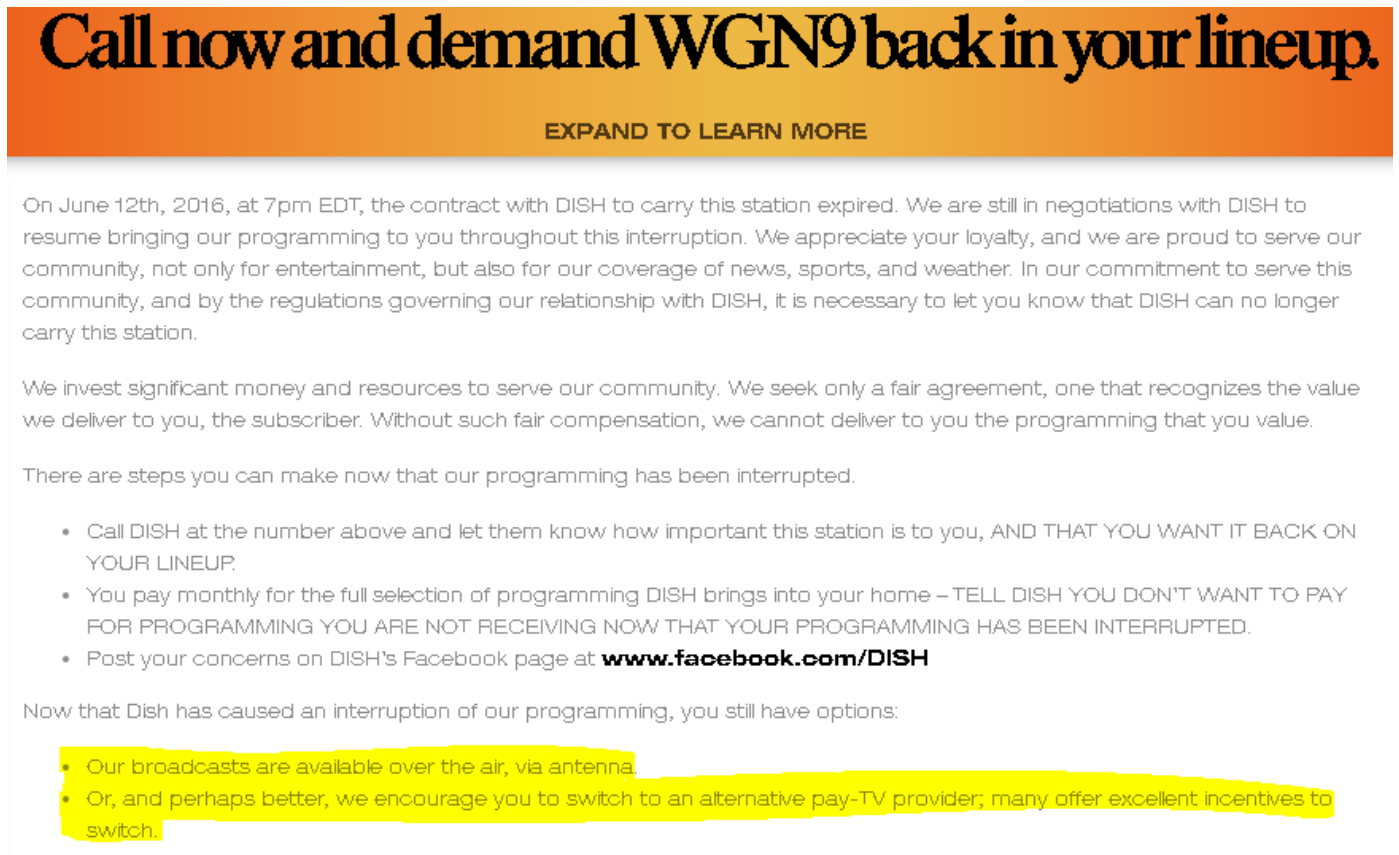 Call now and demand WGN9 back in your lineup.
EXPAND TO LEARN MORE
On June 12th, 2016, at 7pm EDT, the contract with DISH to carry this station expired. We are still in negotiations with DISH to
resume bringing our programming to you throughout this interruption. We appreciate your loyalty, and we are proud to serve our
community, not only for entertainment, but also for our coverage of news, sports, and weather. In our commitment to serve this
community, and by the regulations governing our relationship with DISH, it is necessary to let you know that DISH can no longer
carry this station.
We invest significant money and resources to serve our community. We seek only a fair agreement, one that recognizes the value
we deliver to you, the subscriber. Without such fair compensation, we cannot deliver to you the programming that you value.
There are steps you can make now that our programming has been interrupted.
• Call DISH at the number above and let them know how important this station is to you, AND THAT YOU WANT IT BACK ON
YOUR LINEUP.
• You pay monthly for the full selection of programming DISH brings into your home – TELL DISH YOU DON'T WANT TO PAY
FOR PROGRAMMING YOU ARE NOT RECEIVING NOW THAT YOUR PROGRAMMING HAS BEEN INTERRUPTED.
• Post your concerns on DISH's Facebook page at www.facebook.com/DISH
Now that Dish has caused an interruption of our programming, you still have options:
• Our broadcasts are available over the air, via antenna.
• Or, and perhaps better, we encourage you to switch to an alternative pay-TV provider; many offer excellent incentives to
switch.